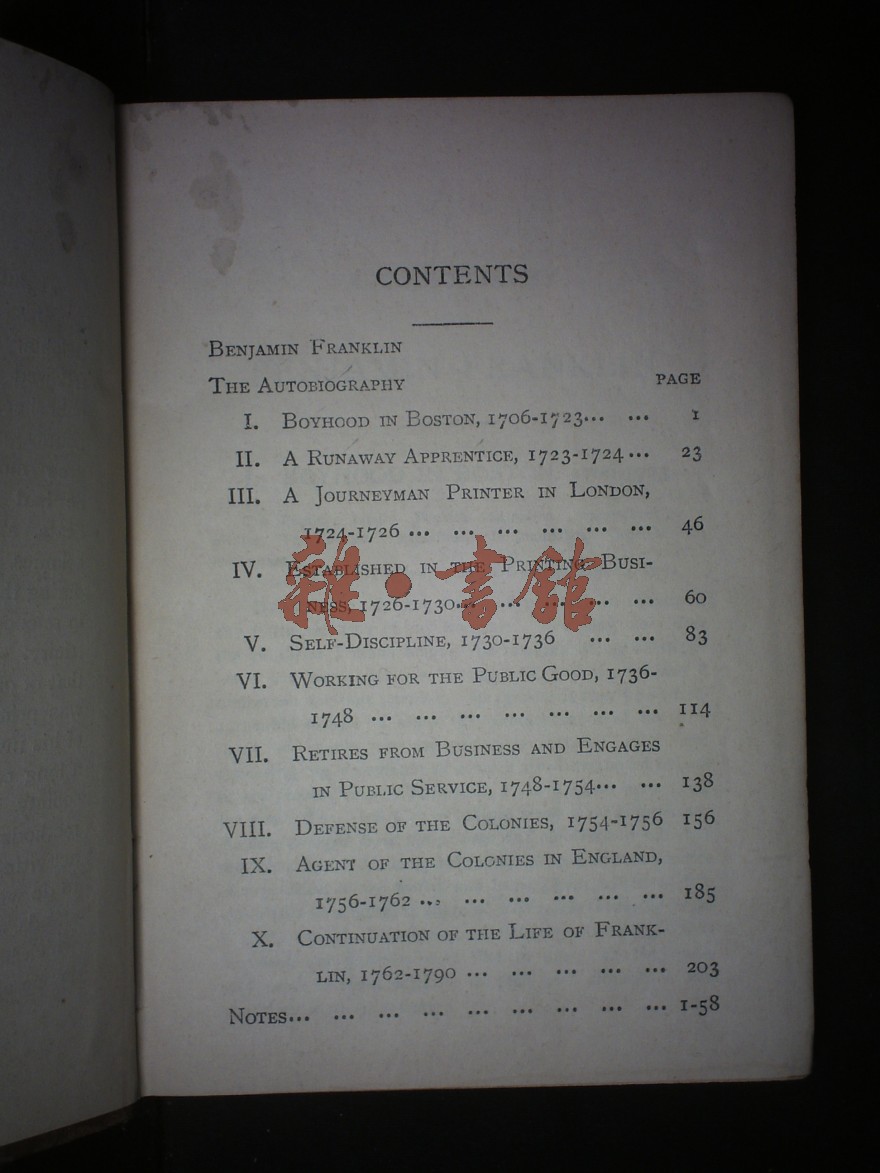 CONTENTS
BENJAMIN FRANKLIN
THE AUTOBIOGRAPHY PAGE
I. BOYHOOD IN BOSTON, 1706-1723... ... 1
II. A RUNAWAY APPRENTICE, 1723-1724... 23
III. A JOURNEYMAN PRINTER IN LONDON,
1724-1726 ... ... ... ... ... ... 46
IV. ESTABLISHED IN THE PRINTING BUSI-
NESS, 1726-1730... ... ... ... ... 60
雜·書館
V. SELF-DISCIPLINE, 1730-1736 ... ... 83
VI. WORKING FOR THE PUBLIC GOOD, 1736-
1748 ... ... ... ... ... ... ... 114
VII. RETIRES FROM BUSINESS AND ENGAGES
IN PUBLIC SERVICE, 1748-1754... ... 138
VIII. DEFENSE OF THE COLONIES, 1754-1756 156
IX. AGENT OF THE COLONIES IN ENGLAND,
1756-1762 ... ... ... ... ... ... 185
X. CONTINUATION OF THE LIFE OF FRANK-
LIN, 1762-1790 ... ... ... ... ... 203
NOTES... ... ... ... ... ... ... ... ... 1-58